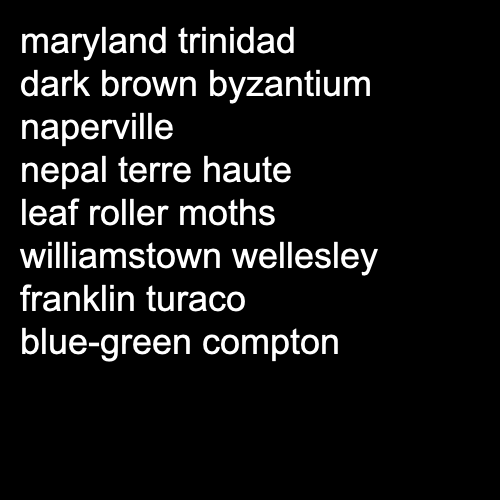 maryland trinidad
dark brown byzantium
naperville
nepal terre haute
leaf roller moths
williamstown wellesley
franklin turaco
blue-green compton